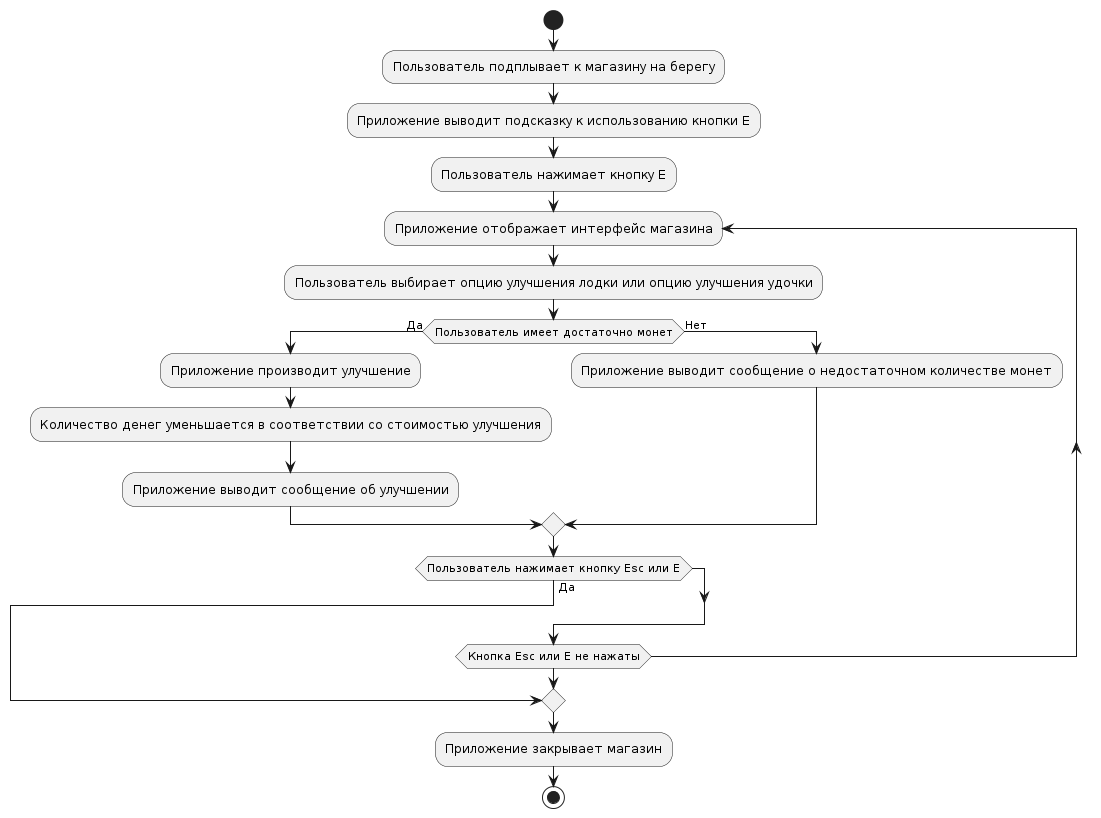 Пользователь подплывает к магазину на берегу
Приложение выводит подсказку к использованию кнопки E
Пользователь нажимает кнопку E
Приложение отображает интерфейс магазина
Пользователь выбирает опцию улучшения лодки или опцию улучшения удочки
Да
Пользователь имеет достаточно монет
Нет
Приложение производит улучшение
Приложение выводит сообщение о недостаточном количестве монет
Количество денег уменьшается в соответствии со стоимостью улучшения
Приложение выводит сообщение об улучшении
Пользователь нажимает кнопку Esc или E
Да
Кнопка Esc или E не нажаты
Приложение закрывает магазин